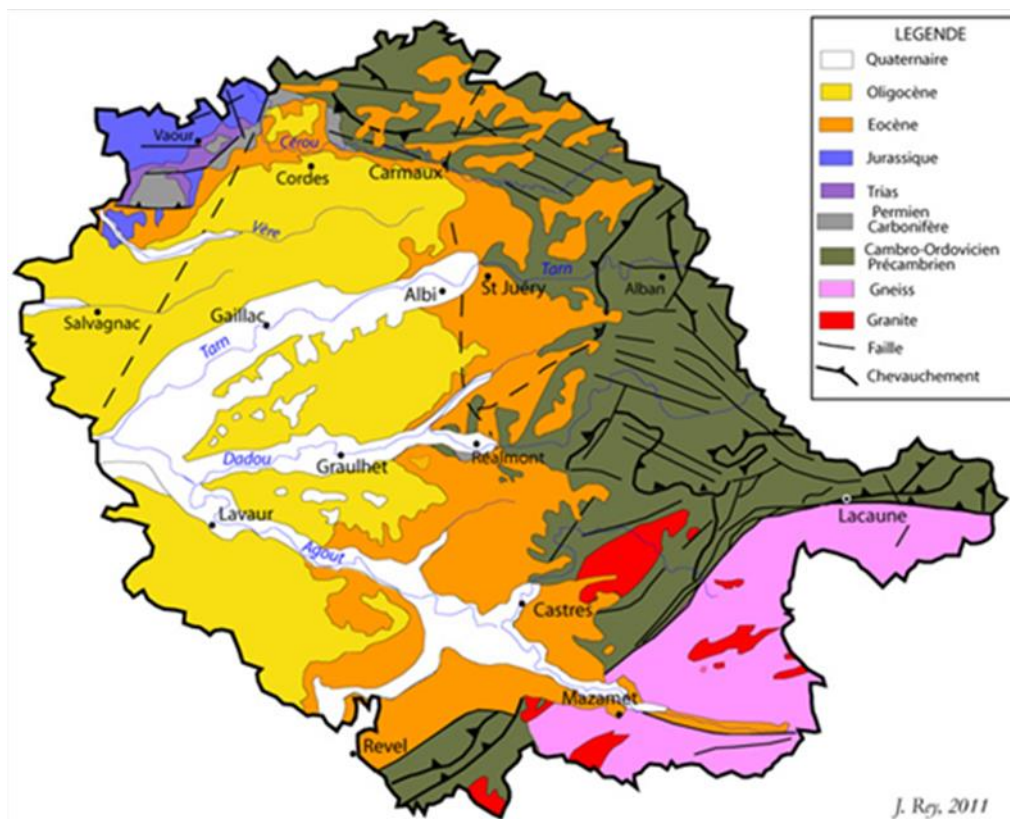 LEGENDE
Quaternaire
Oligocène
Eocène
Jurassique
Trias
Permien
Carbonifère
Cambro-Ordovicien
Précambrien
Gneiss
Granite
Faille
Chevauchement
Vaour
Cérou
Cordes
Carmaux
Vère
Tarn
Albi
St Juéry
Alban
Salvagnac
Gaillac
Tarn
Dadou
Graulhet
Réalmont
Lavaur
Lacaune
Agout
Castres
Mazamet
Revel
J. Rey, 2011